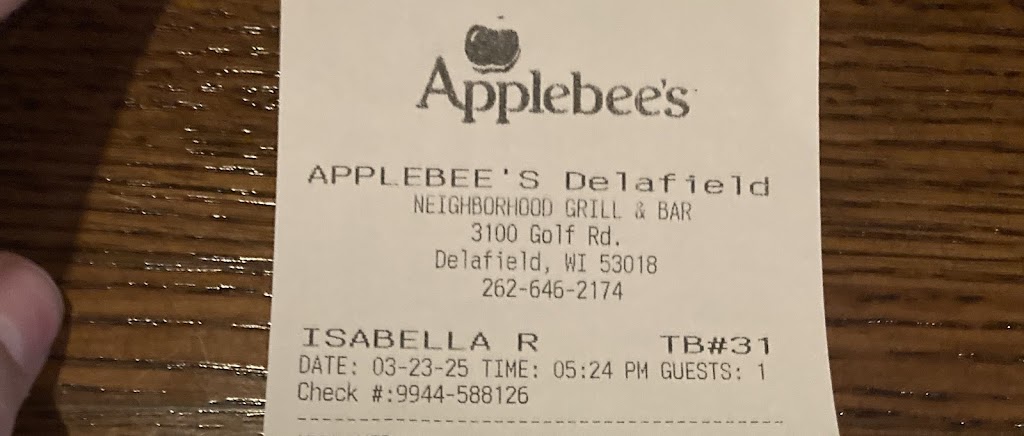 Applebee's
APPLEBEE'S Delafield
NEIGHBORHOOD GRILL & BAR
3100 Golf Rd.
Delafield, WI 53018
262-646-2174
ISABELLA R TB#31
DATE: 03-23-25 TIME: 05:24 PM GUESTS: 1
Check #:9944-588126